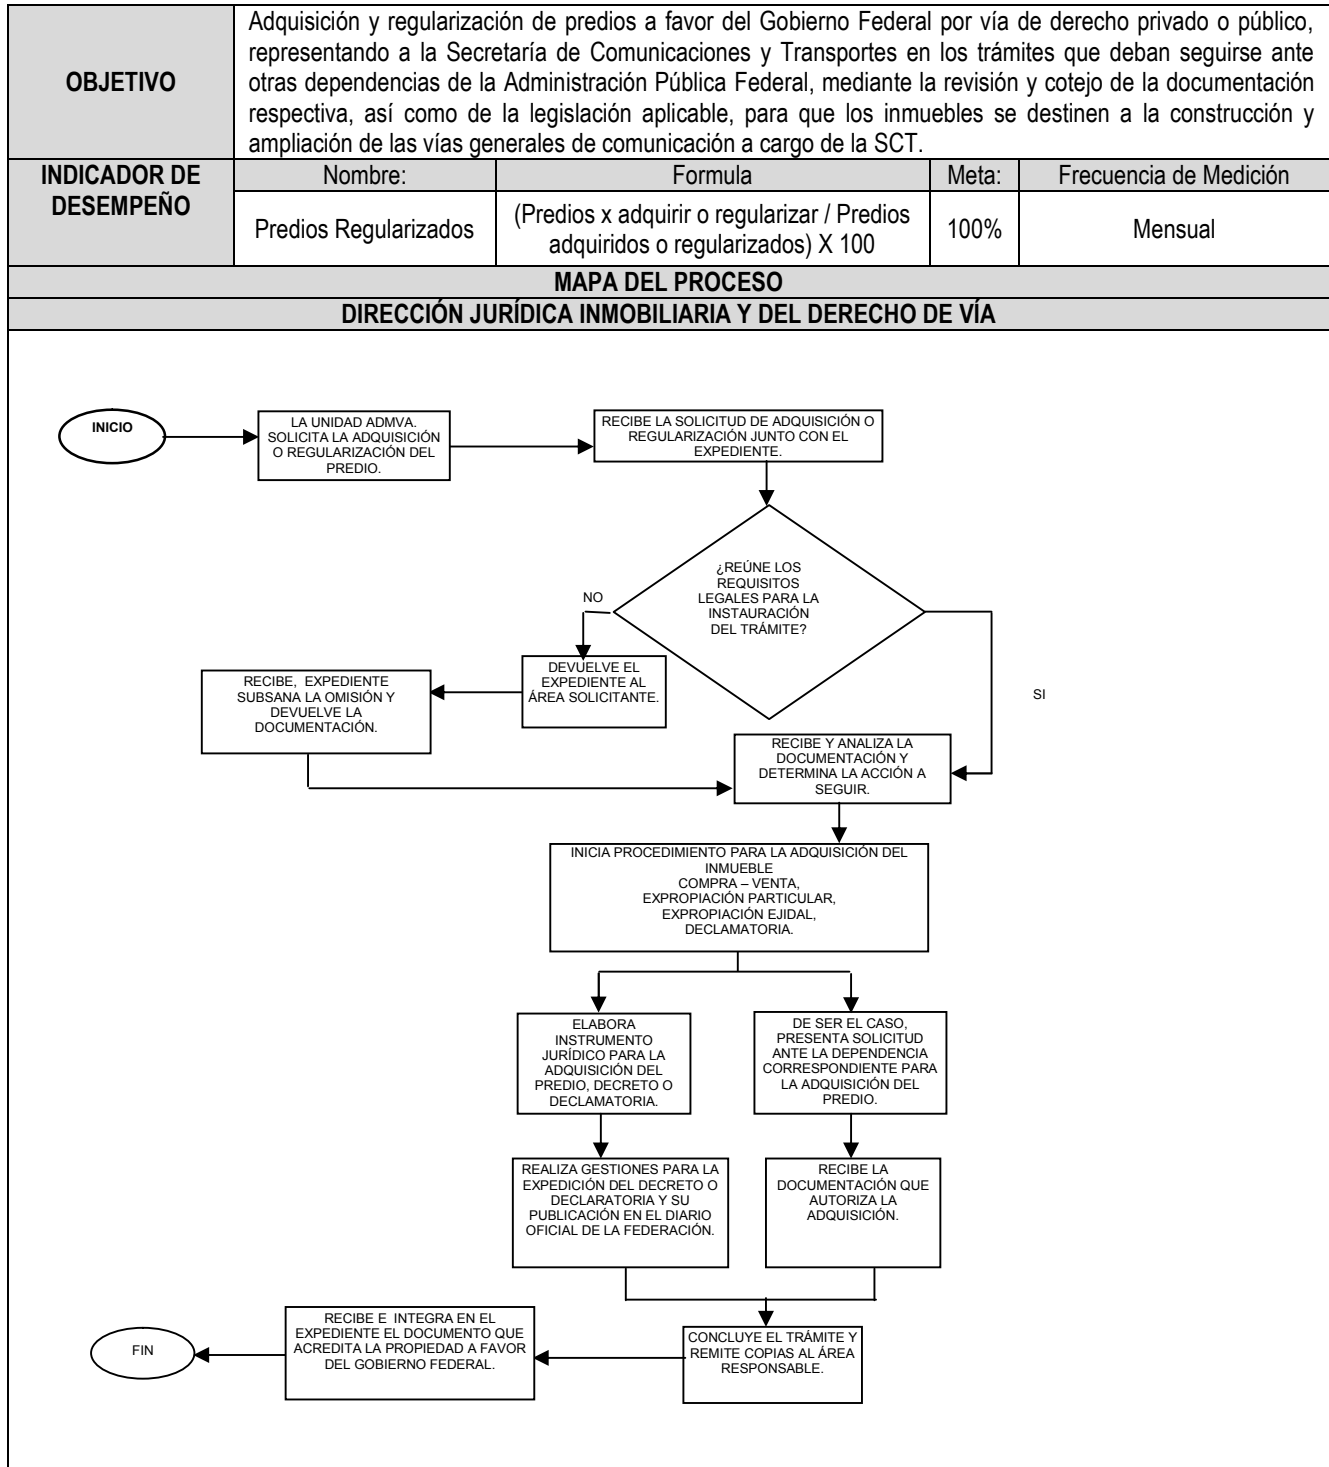 OBJETIVO
Adquisición y regularización de predios a favor del Gobierno Federal por vía de derecho privado o público,
representando a la Secretaría de Comunicaciones y Transportes en los trámites que deban seguirse ante
otras dependencias de la Administración Pública Federal, mediante la revisión y cotejo de la documentación
respectiva, así como de la legislación aplicable, para que los inmuebles se destinen a la construcción y
ampliación de las vías generales de comunicación a cargo de la SCT.
INDICADOR DE
DESEMPEÑO
Nombre:
Formula
Meta:
Frecuencia de Medición
Predios Regularizados
(Predios x adquirir o regularizar / Predios
adquiridos o regularizados) X 100
100%
Mensual
MAPA DEL PROCESO
DIRECCIÓN JURÍDICA INMOBILIARIA Y DEL DERECHO DE VÍA
INICIO
LA UNIDAD ADMVA.
SOLICITA LA ADQUISICIÓN
O REGULARIZACIÓN DEL
PREDIO.
RECIBE LA SOLICITUD DE ADQUISICIÓN O
REGULARIZACIÓN JUNTO CON EL
EXPEDIENTE.
¿REÚNE LOS
REQUISITOS
LEGALES PARA LA
INSTAURACIÓN
DEL TRÁMITE?
NO
DEVUELVE EL
EXPEDIENTE AL
ÁREA SOLICITANTE.
RECIBE, EXPEDIENTE
SUBSANA LA OMISIÓN Y
DEVUELVE LA
DOCUMENTACIÓN.
SI
RECIBE Y ANALIZA LA
DOCUMENTACIÓN Y
DETERMINA LA ACCIÓN A
SEGUIR.
INICIA PROCEDIMIENTO PARA LA ADQUISICIÓN DEL
INMUEBLE
COMPRA – VENTA,
EXPROPIACIÓN PARTICULAR,
EXPROPIACIÓN EJIDAL,
DECLAMATORIA.
ELABORA
INSTRUMENTO
JURÍDICO PARA LA
ADQUISICIÓN DEL
PREDIO, DECRETO O
DECLAMATORIA.
DE SER EL CASO,
PRESENTA SOLICITUD
ANTE LA DEPENDENCIA
CORRESPONDIENTE PARA
LA ADQUISICIÓN DEL
PREDIO.
REALIZA GESTIONES PARA LA
EXPEDICIÓN DEL DECRETO O
DECLARATORIA Y SU
PUBLICACIÓN EN EL DIARIO
OFICIAL DE LA FEDERACIÓN.
RECIBE LA
DOCUMENTACIÓN QUE
AUTORIZA LA
ADQUISICIÓN.
CONCLUYE EL TRÁMITE Y
REMITE COPIAS AL ÁREA
RESPONSABLE.
RECIBE E INTEGRA EN EL
EXPEDIENTE EL DOCUMENTO QUE
ACREDITA LA PROPIEDAD A FAVOR
DEL GOBIERNO FEDERAL.
FIN